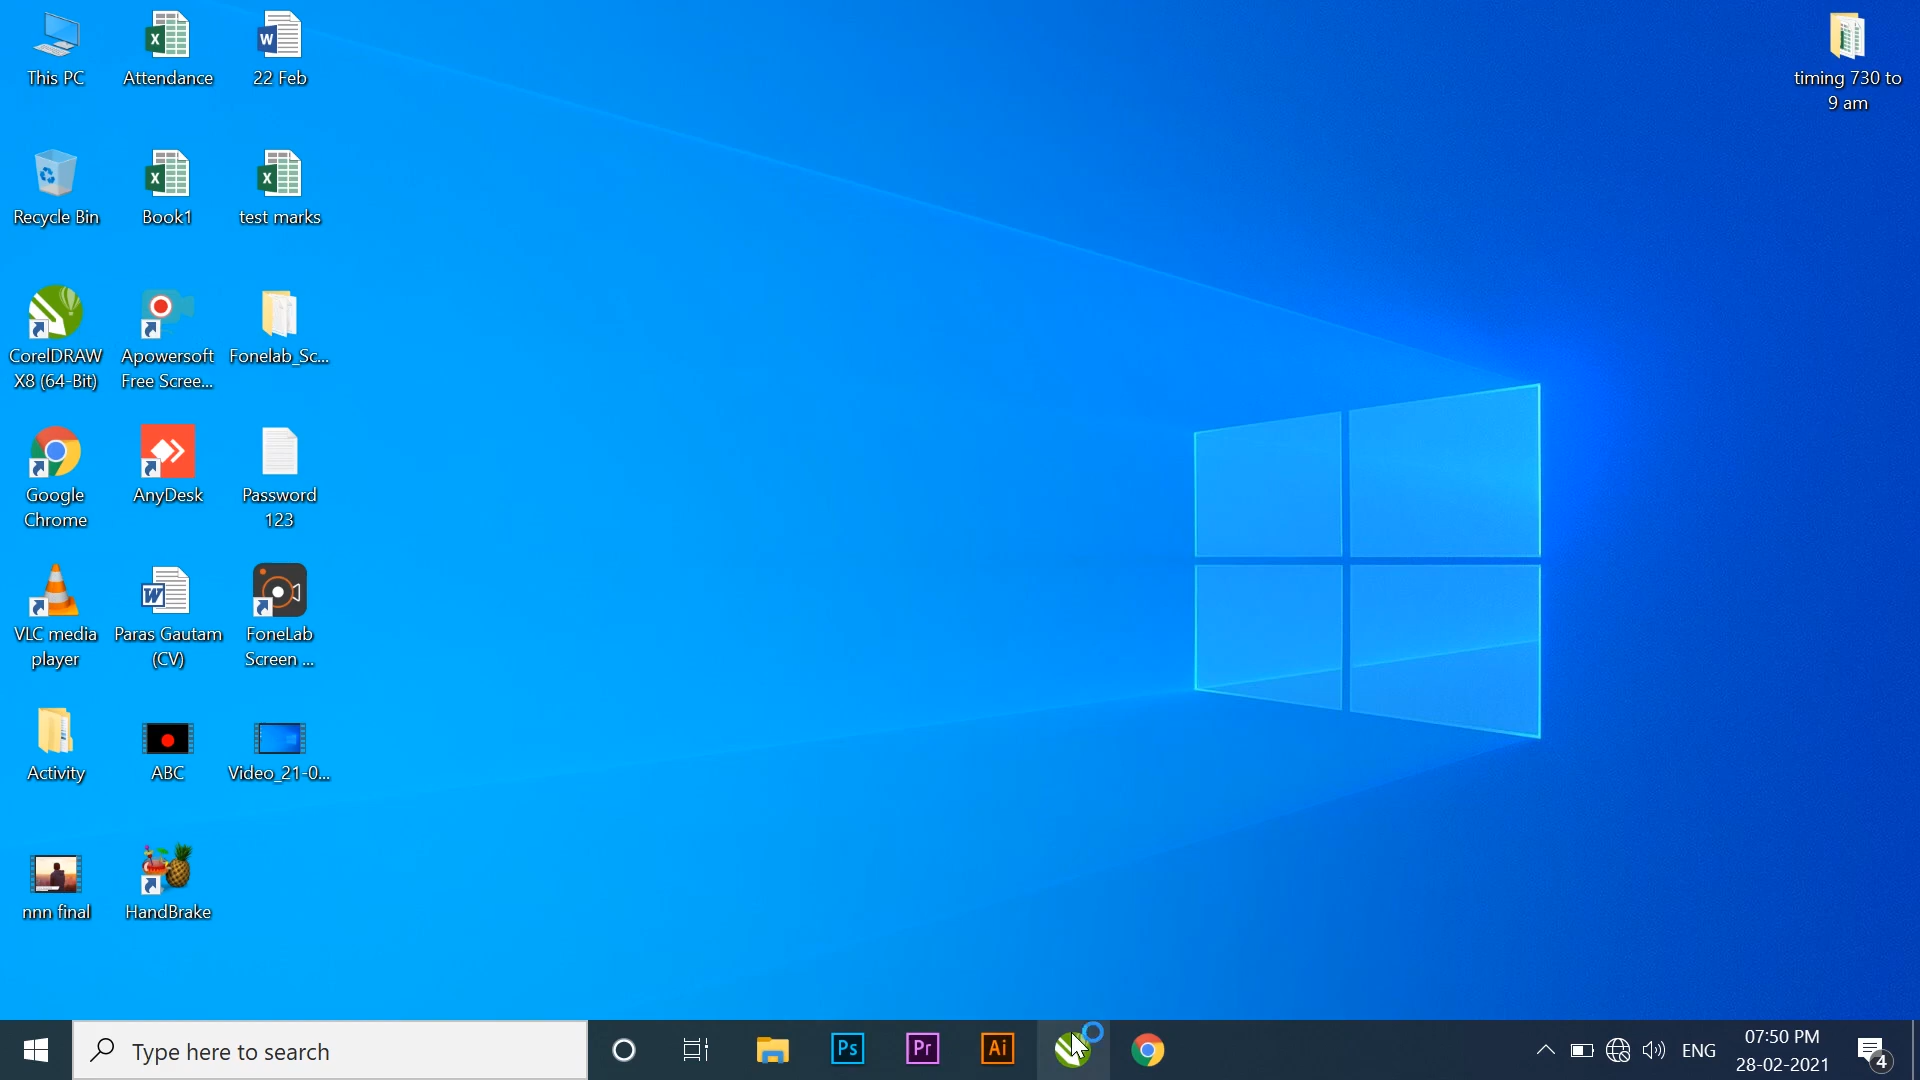 This PC
Attendance
22 Feb
timing 730 to
9 am
Recycle Bin
Book1
test marks
CorelDRAW
X8 (64-Bit)
Apowersoft
Free Scree...
Fonelab_Sc...
Google
Chrome
AnyDesk
Password
123
VLC media
player
Paras Gautam
(CV)
FoneLab
Screen ...
Activity
ABC
Video_21-0...
nnn final
HandBrake
Type here to search
Ps
Pr
Ai
ENG
07:50 PM
28-02-2021
4